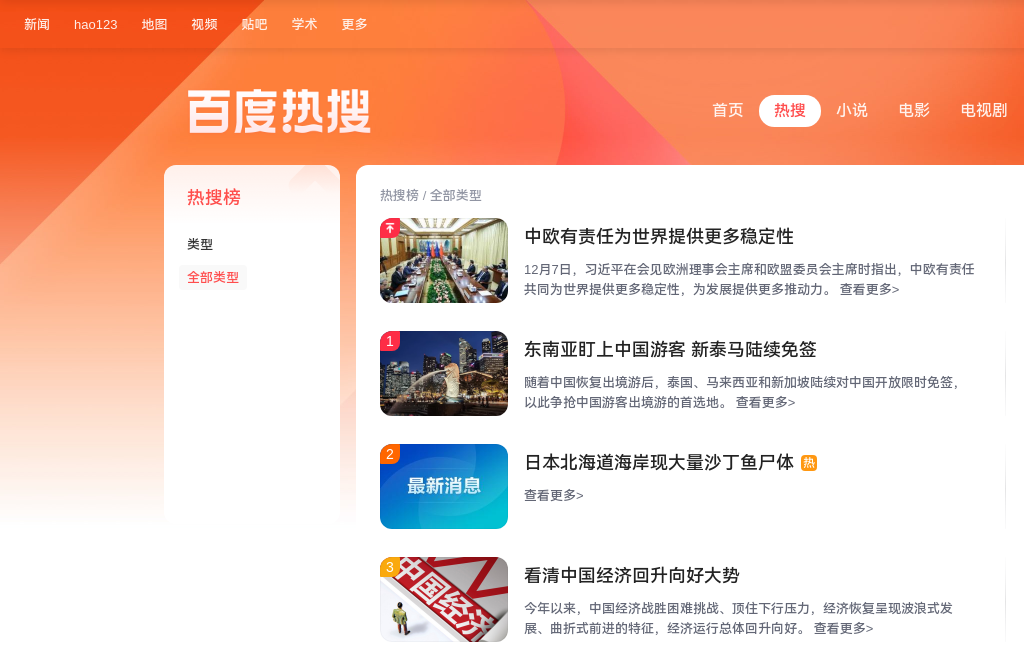 新闻 hao123 地图 视频 贴吧 学术 更多
百度热搜
首页 热搜 小说 电影 电视剧
热搜榜
类型
全部类型
热搜榜 / 全部类型
中欧有责任为世界提供更多稳定性
12月7日，习近平在会见欧洲理事会主席和欧盟委员会主席时指出，中欧有责任
共同为世界提供更多稳定性，为发展提供更多推动力。 查看更多>
1
东南亚盯上中国游客 新泰马陆续免签
随着中国恢复出境游后，泰国、马来西亚和新加坡陆续对中国开放限时免签，
以此争抢中国游客出境游的首选地。 查看更多>
2
最新消息
日本北海道海岸现大量沙丁鱼尸体 热
查看更多>
3
中国经济
看清中国经济回升向好大势
今年以来，中国经济战胜困难挑战、顶住下行压力，经济恢复呈现波浪式发
展、曲折式前进的特征，经济运行总体回升向好。 查看更多>